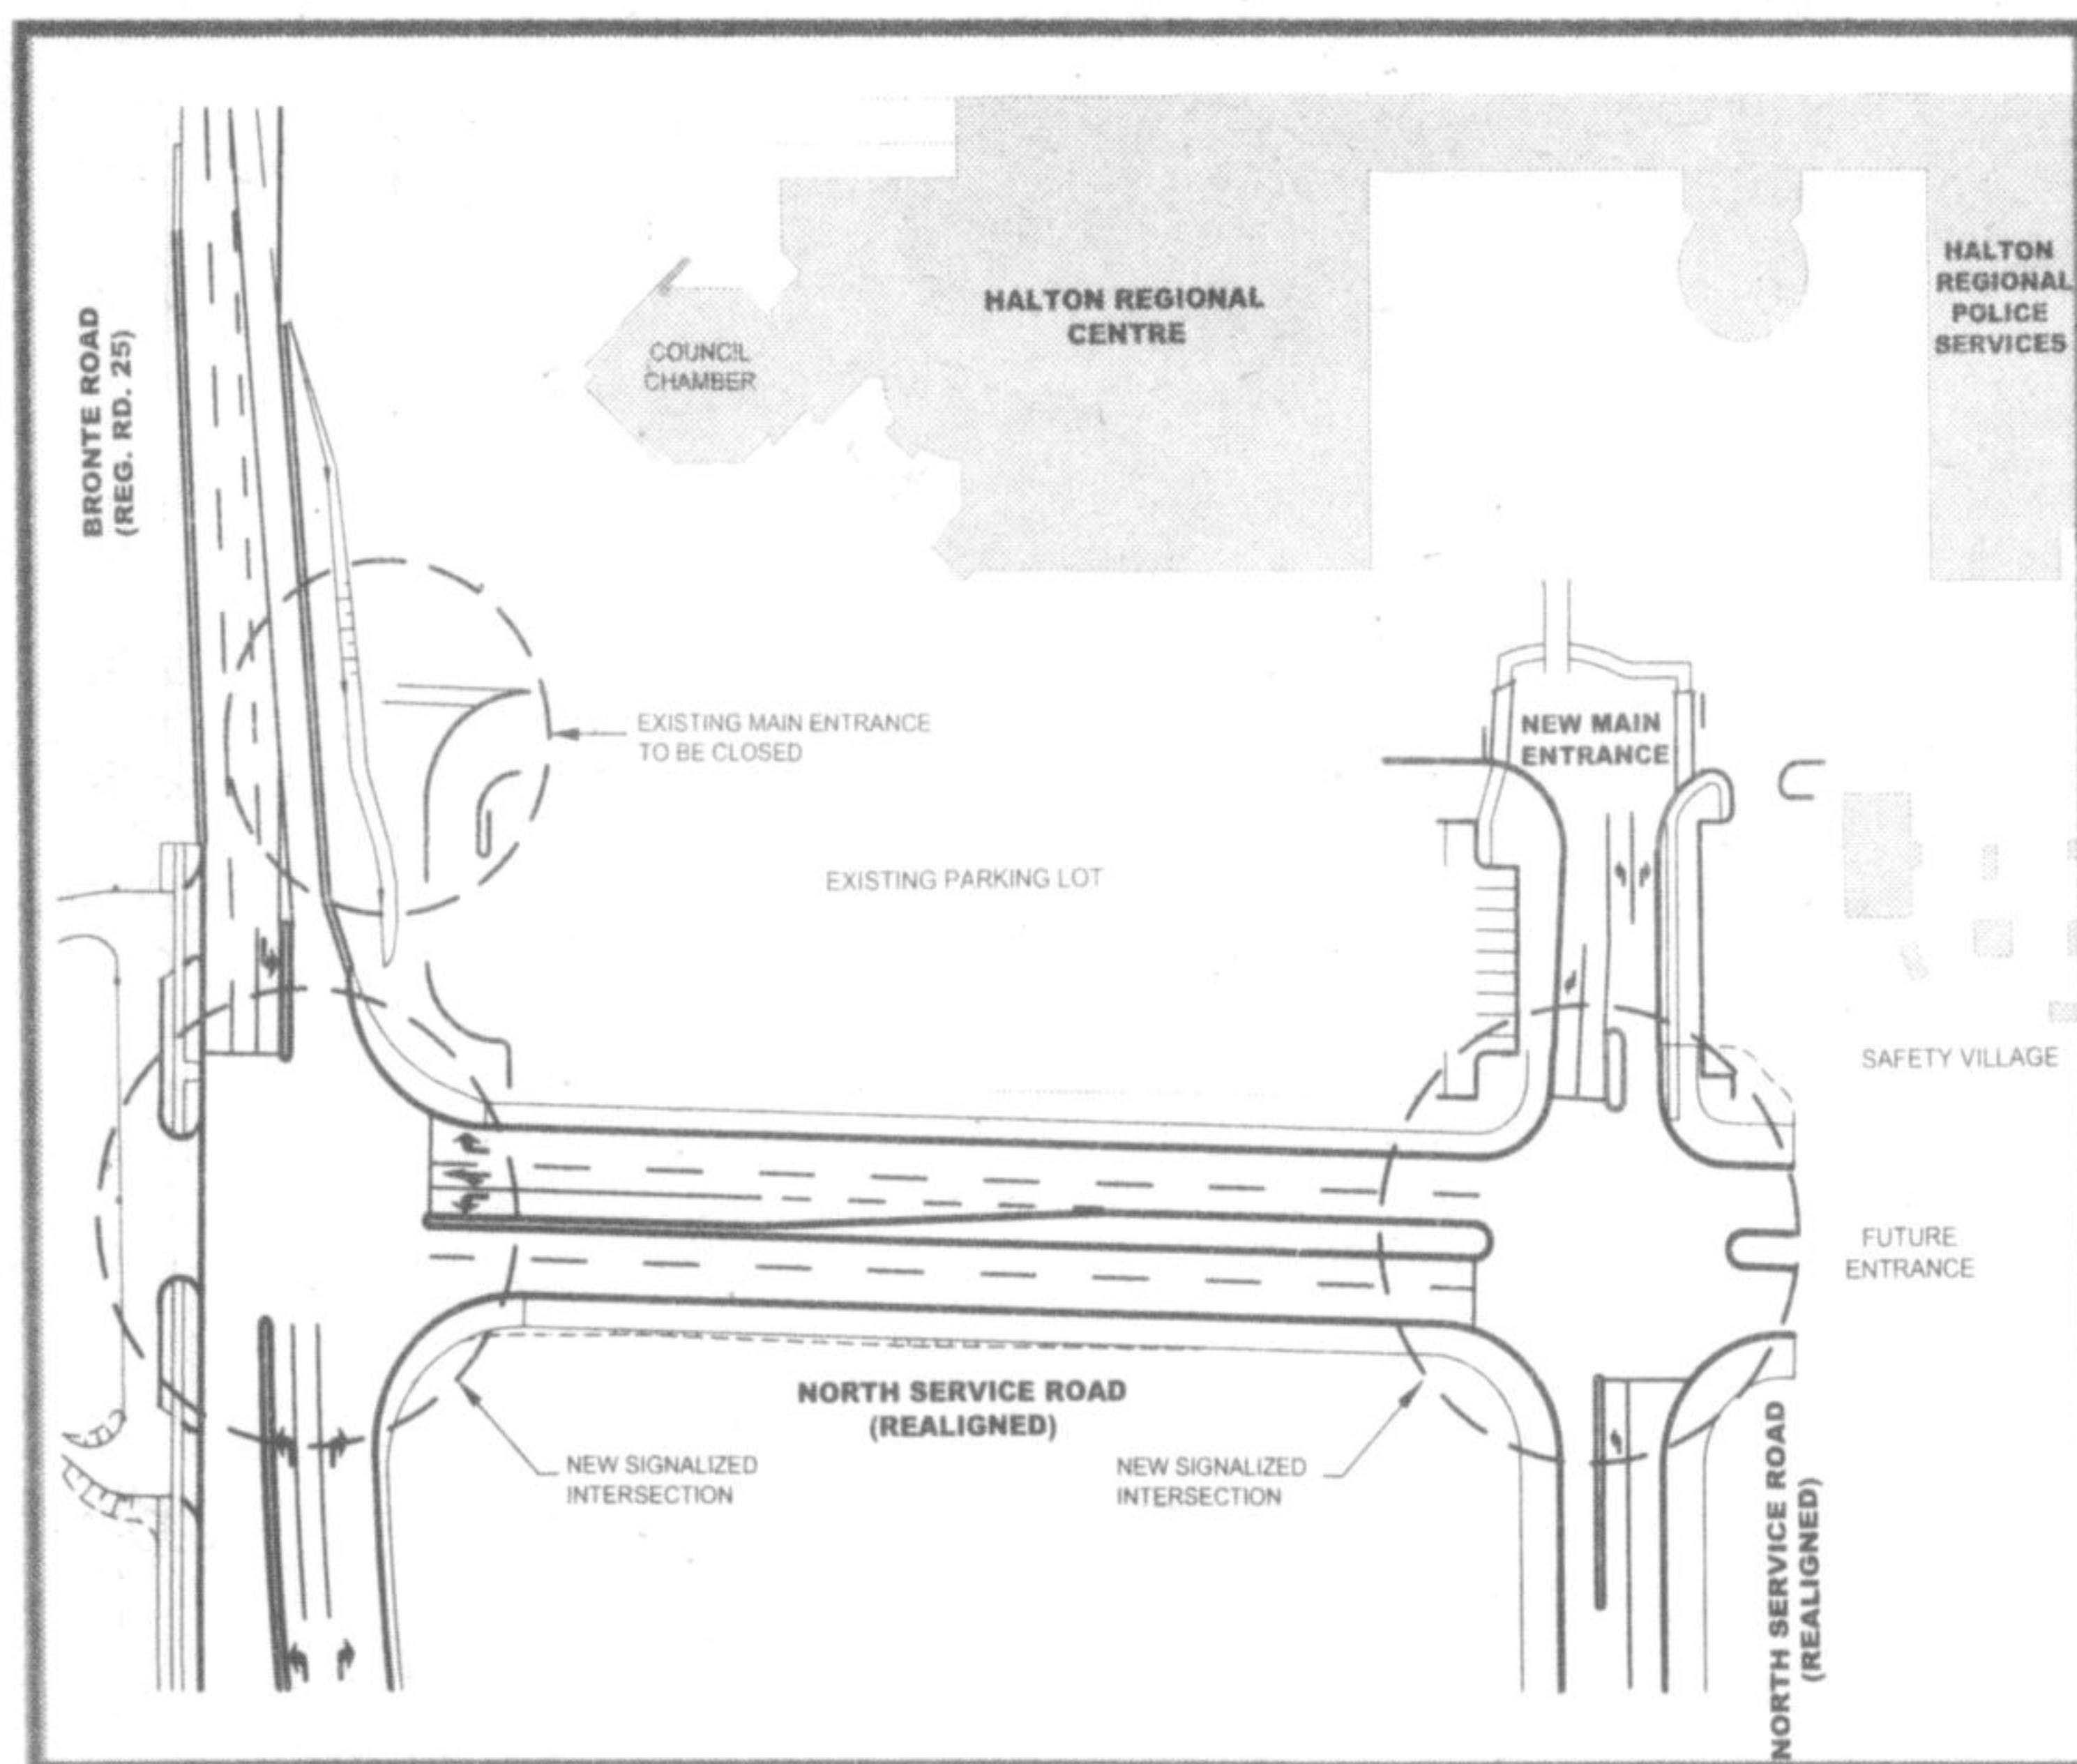 HALTON REGIONAL
CENTRE
HALTON
REGIONAL
POLICE
SERVICES
COUNCIL
CHAMBER
BRONTE ROAD
(REG. RD. 25)
EXISTING MAIN ENTRANCE
TO BE CLOSED
NEW MAIN
ENTRANCE
EXISTING PARKING LOT
SAFETY VILLAGE
FUTURE
ENTRANCE
NORTH SERVICE ROAD
(REALIGNED)
NEW SIGNALIZED
INTERSECTION
NEW SIGNALIZED
INTERSECTION
NORTH SERVICE ROAD
(REALIGNED)